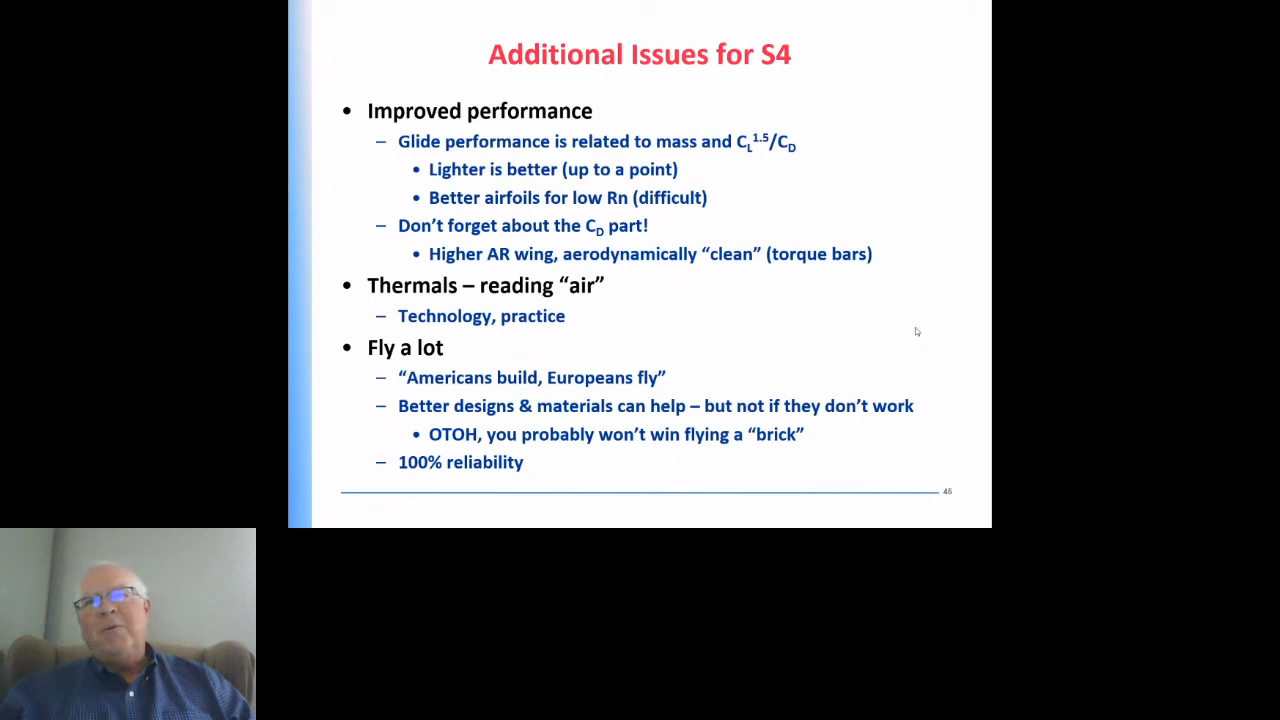 Additional Issues for S4
• Improved performance
– Glide performance is related to mass and CL1.5/CD
• Lighter is better (up to a point)
• Better airfoils for low Rn (difficult)
– Don’t forget about the CD part!
• Higher AR wing, aerodynamically “clean” (torque bars)
• Thermals – reading “air”
– Technology, practice
• Fly a lot
– “Americans build, Europeans fly”
– Better designs & materials can help – but not if they don’t work
• OTOH, you probably won’t win flying a “brick”
– 100% reliability
45